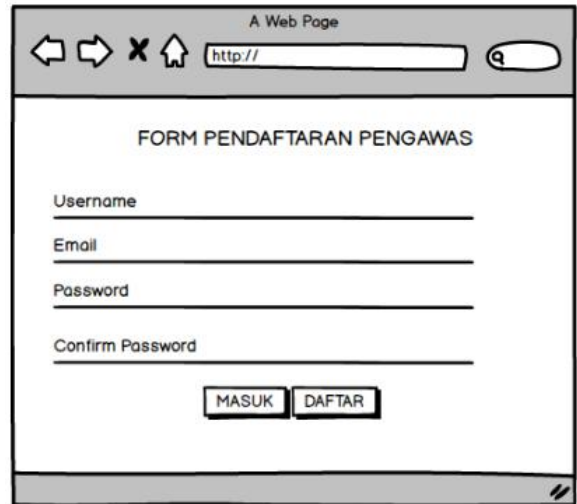 A Web Page
http://
FORM PENDAFTARAN PENGAWAS
Username
Email
Password
Confirm Password
MASUK DAFTAR